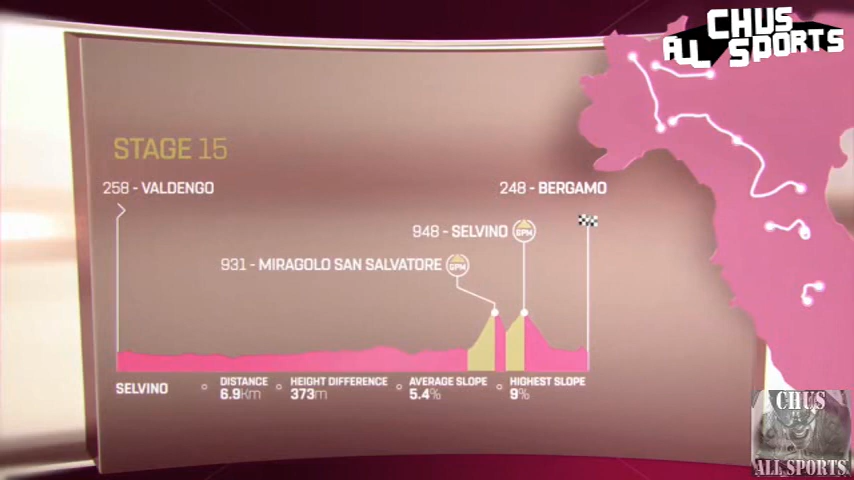 CHUS
ALL SPORTS
STAGE 15
258 - VALDENGO
248 - BERGAMO
948 - SELVINO GPM
931 - MIRAGOLO SAN SALVATORE GPM
SELVINO
DISTANCE
6.9Km
HEIGHT DIFFERENCE
373m
AVERAGE SLOPE
5.4%
HIGHEST SLOPE
9%
CHUS
ALL SPORTS